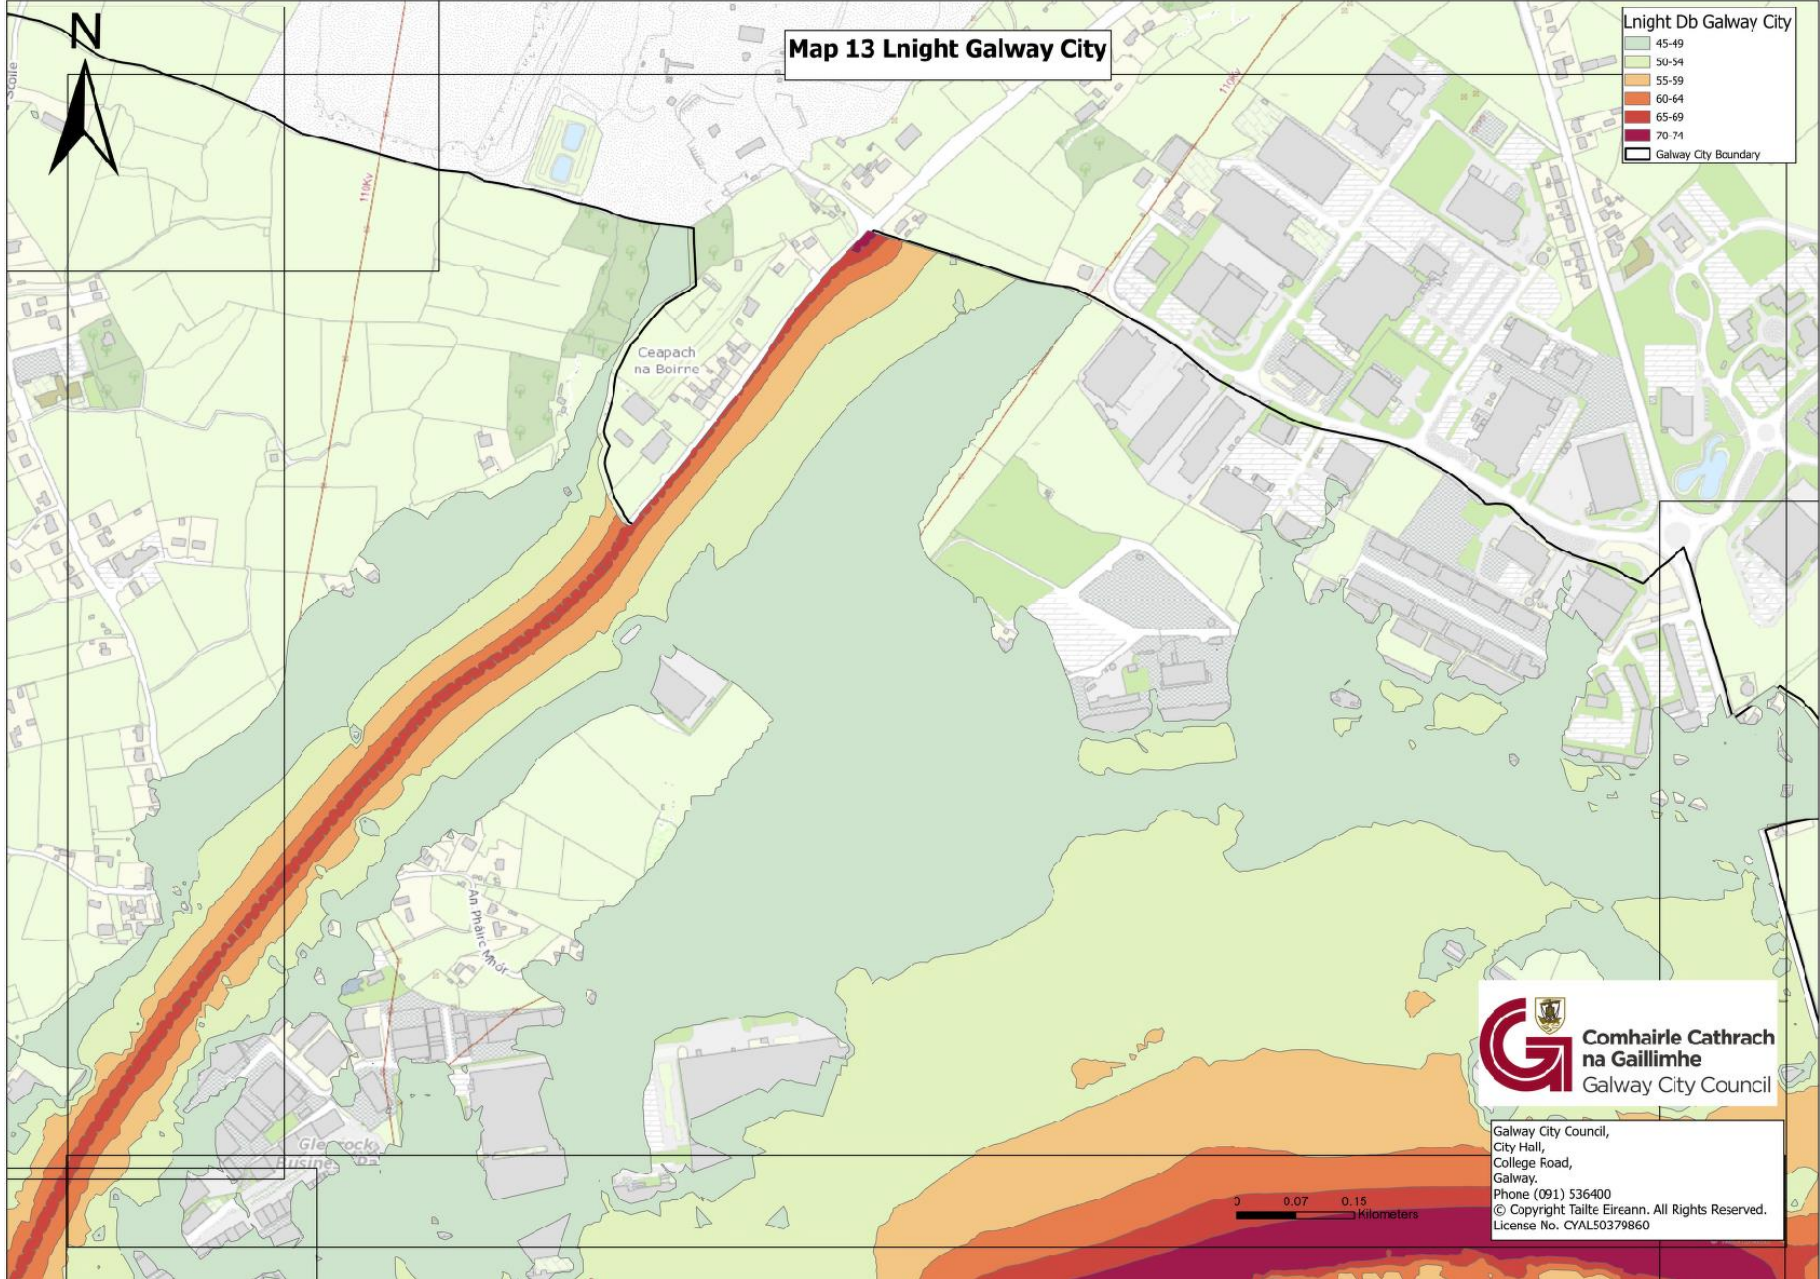 N
Map 13 Lnight Galway City
Lnight Db Galway City
45-49
50-54
55-59
60-64
65-69
70-74
Galway City Boundary
110Kv
110Kv
Ceapach
na Boirne
An Pháirc Mhór
Comhairle Cathrach
na Gaillimhe
Galway City Council
Galway City Council,
City Hall,
College Road,
Galway.
Phone (091) 536400
© Copyright Tailte Eireann. All Rights Reserved.
License No. CYAL50379860
0 0.07 0.15
Kilometers